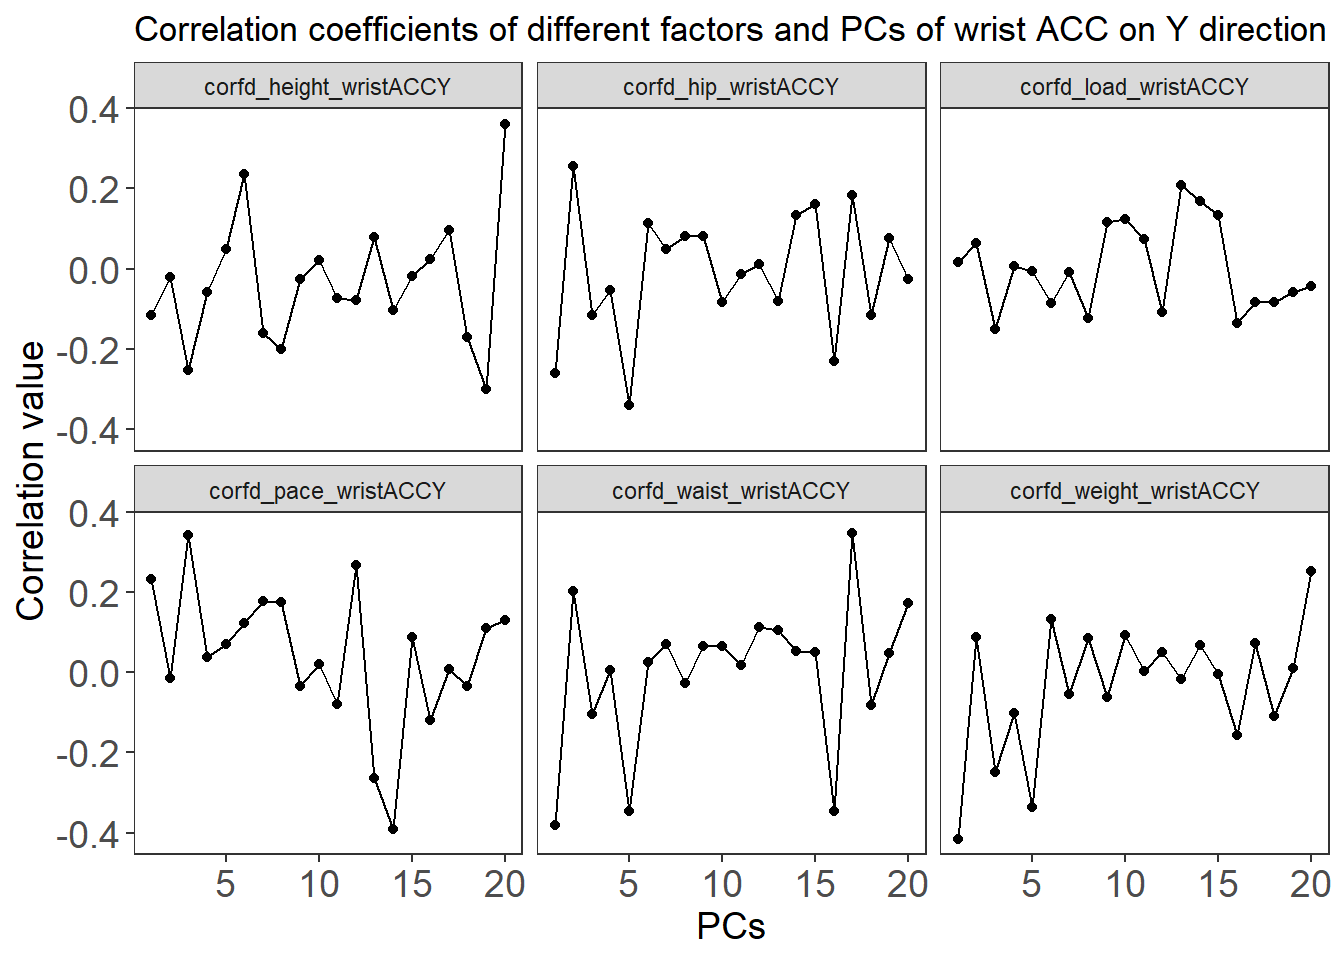 Correlation coefficients of different factors and PCs of wrist ACC on Y direction
corfd_height_wristACCY corfd_hip_wristACCY corfd_load_wristACCY
0.4
0.2
0.0
-0.2
-0.4
corfd_pace_wristACCY corfd_waist_wristACCY corfd_weight_wristACCY
0.4
0.2
0.0
-0.2
-0.4
Correlation value
5 10 15 20 5 10 15 20 5 10 15 20
PCs